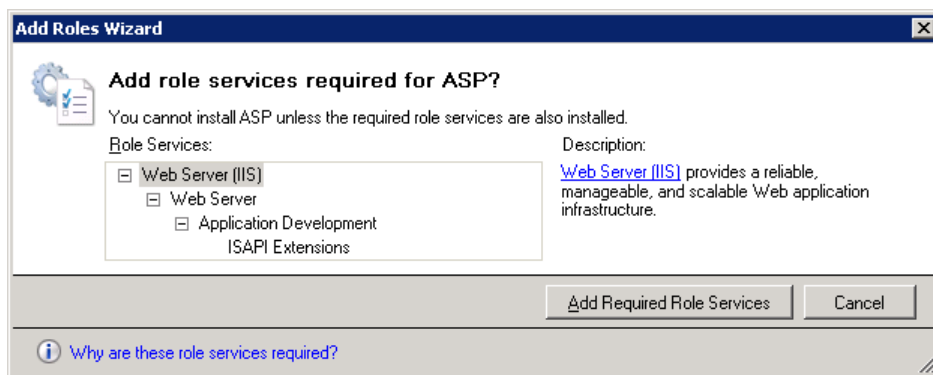 Add Roles Wizard
Add role services required for ASP?
You cannot install ASP unless the required role services are also installed.
Role Services:
Web Server (IIS)
Web Server
Application Development
ISAPI Extensions
Description:
Web Server (IIS) provides a reliable,
manageable, and scalable Web application
infrastructure.
Add Required Role Services
Cancel
Why are these role services required?